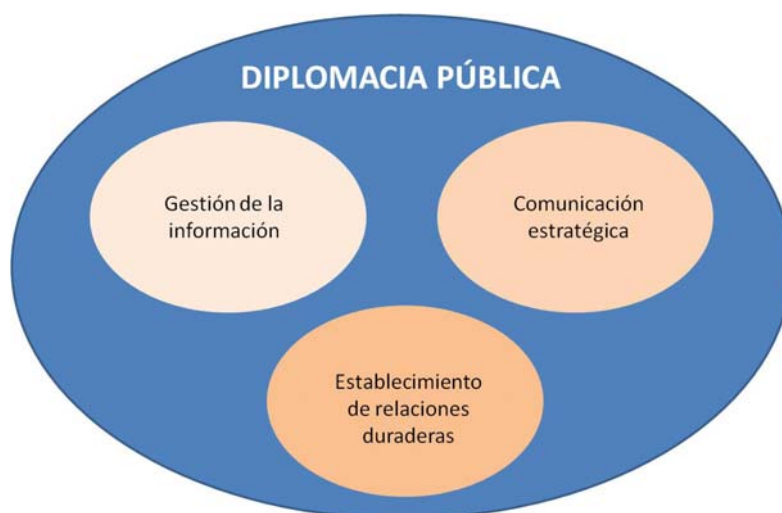 DIPLOMACIA PÚBLICA
Gestión de la
información
Comunicación
estratégica
Establecimiento
de relaciones
duraderas